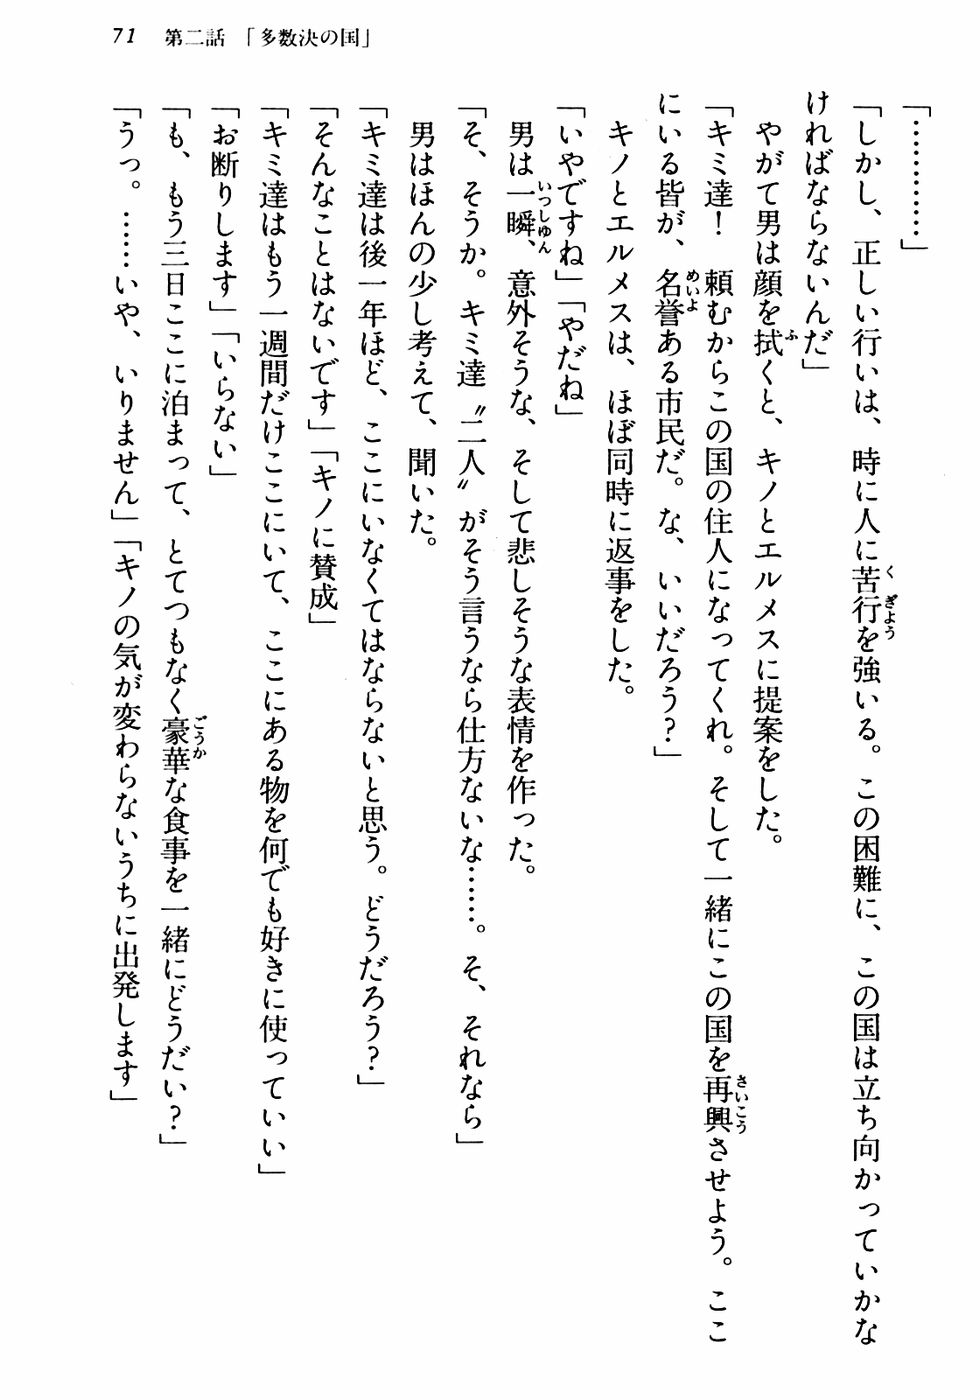 71 第二話 「多数決の国」
「…………」
「しかし、正しい行いは、時に人に苦行を強いる。この困難に、この国は立ち向かっていかな
ければならないんだ」
やがて男は顔を拭くと、キノとエルメスに提案をした。
「キミ達！　頼むからこの国の住人になってくれ。そして一緒にこの国を再興させよう。ここ
にいる皆が、名誉ある市民だ。な、いいだろう？」
キノとエルメスは、ほぼ同時に返事をした。
「いやですね」「やだね」
男は一瞬、意外そうな、そして悲しそうな表情を作った。
「そ、そうか。キミ達〝二人〟がそう言うなら仕方ないな……。そ、それなら」
男はほんの少し考えて、聞いた。
「キミ達は後一年ほど、ここにいなくてはならないと思う。どうだろう？」
「そんなことはないです」「キノに賛成」
「キミ達はもう一週間だけここにいて、ここにある物を何でも好きに使っていい」
「お断りします」「いらない」
「も、もう三日ここに泊まって、とてつもなく豪華な食事を一緒にどうだい？」
「うっ。……いや、いりません」「キノの気が変わらないうちに出発します」